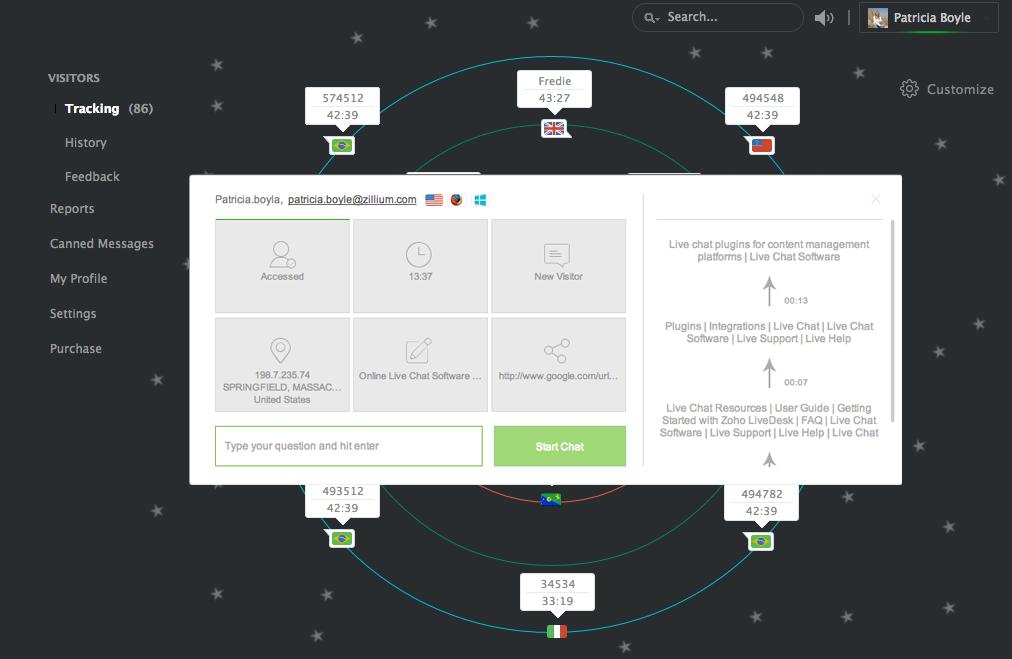 Search...
Patricia Boyle
Customize
VISITORS
Tracking (86)
History
Feedback
Reports
Canned Messages
My Profile
Settings
Purchase
574512
42:39
Fredie
43:27
494548
42:39
Patricia.boyla, patricia.boyle@zillium.com
Accessed
13:37
New Visitor
198.7.235.74
SPRINGFIELD, MASSAC...
United States
Online Live Chat Software ...
http://www.google.com/url...
Type your question and hit enter
Start Chat
Live chat plugins for content management
platforms | Live Chat Software
00:13
Plugins | Integrations | Live Chat | Live Chat
Software | Live Support | Live Help
00:07
Live Chat Resources | User Guide | Getting
Started with Zoho LiveDesk | FAQ | Live Chat
Software | Live Support | Live Help | Live Chat
493512
42:39
494782
42:39
34534
33:19